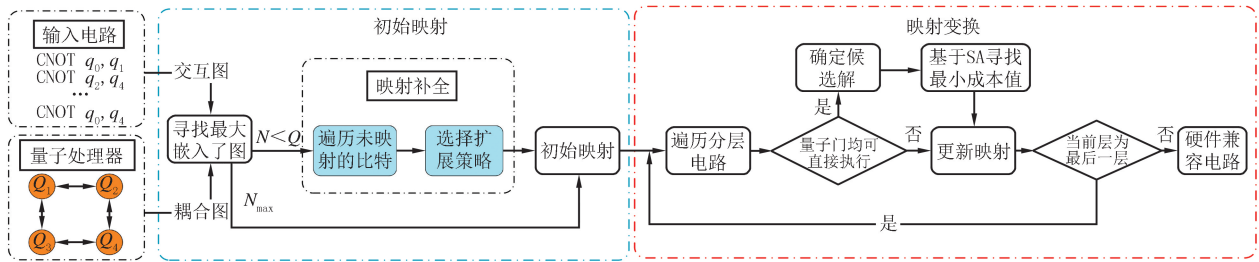 输入电路
CNOT q0,q1
CNOT q2,q4
…
CNOT q0,q4
量子处理器
Q1
Q2
Q3
Q4
交互图
耦合图
初始映射
寻找最大
嵌入了图
N<Q
Nmax
映射补全
遍历未映
射的比特
选择扩
展策略
初始映射
映射变换
遍历分层
电路
量子门均可
直接执行
是
否
确定候
选解
基于SA寻找
最小成本值
更新映射
当前层为
最后一层
是
否
硬件兼
容电路